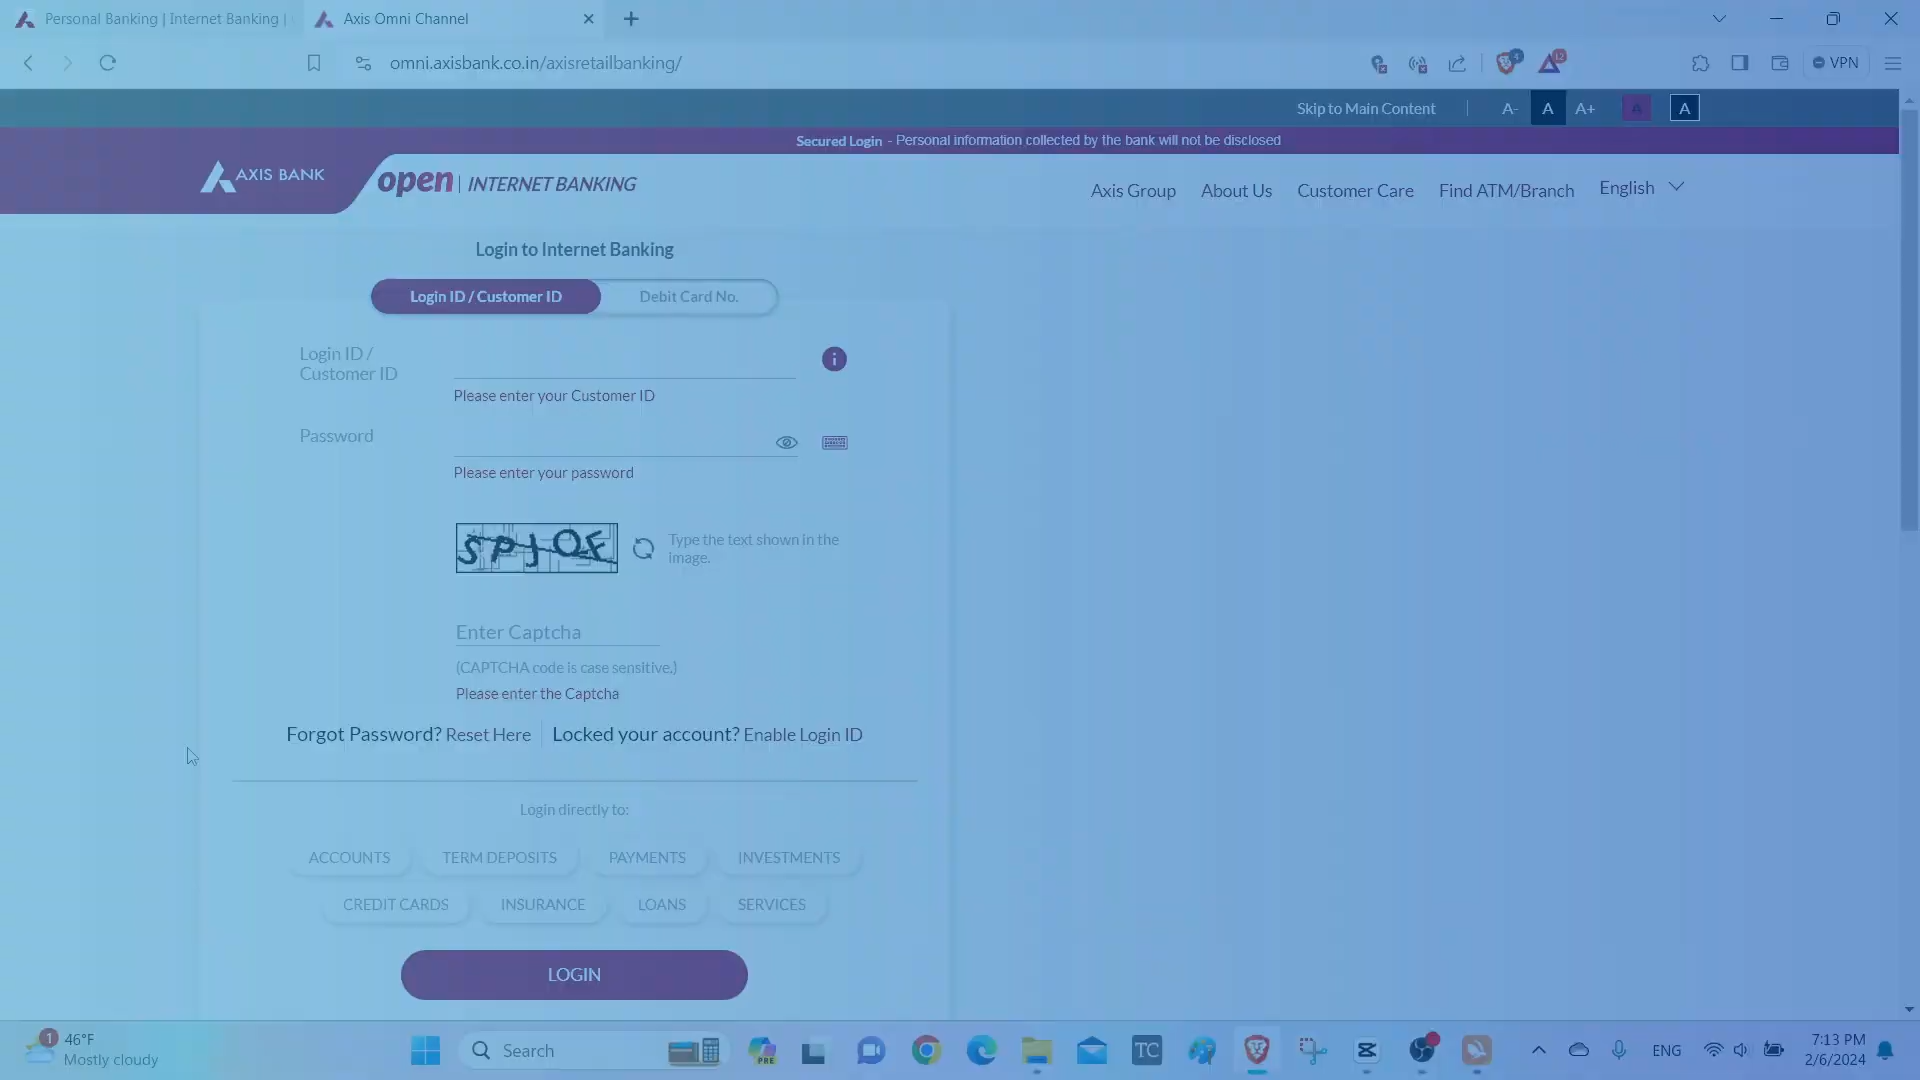 Personal Banking | Internet Banking |
Axis Omni Channel
omni.axisbank.co.in/axisretailbanking/
VPN
Skip to Main Content | A- A A+ A A
Secured Login - Personal information collected by the bank will not be disclosed
AXIS BANK
open | INTERNET BANKING
Axis Group About Us Customer Care Find ATM/Branch English
Login to Internet Banking
Login ID / Customer ID Debit Card No.
Login ID /
Customer ID
Please enter your Customer ID
Password
Please enter your password
Type the text shown in the
image.
Enter Captcha
(CAPTCHA code is case sensitive.)
Please enter the Captcha
Forgot Password? Reset Here | Locked your account? Enable Login ID
Login directly to:
ACCOUNTS TERM DEPOSITS PAYMENTS INVESTMENTS
CREDIT CARDS INSURANCE LOANS SERVICES
LOGIN
1
46°F
Mostly cloudy
Search
PRE
TC
ENG
7:13 PM
2/6/2024